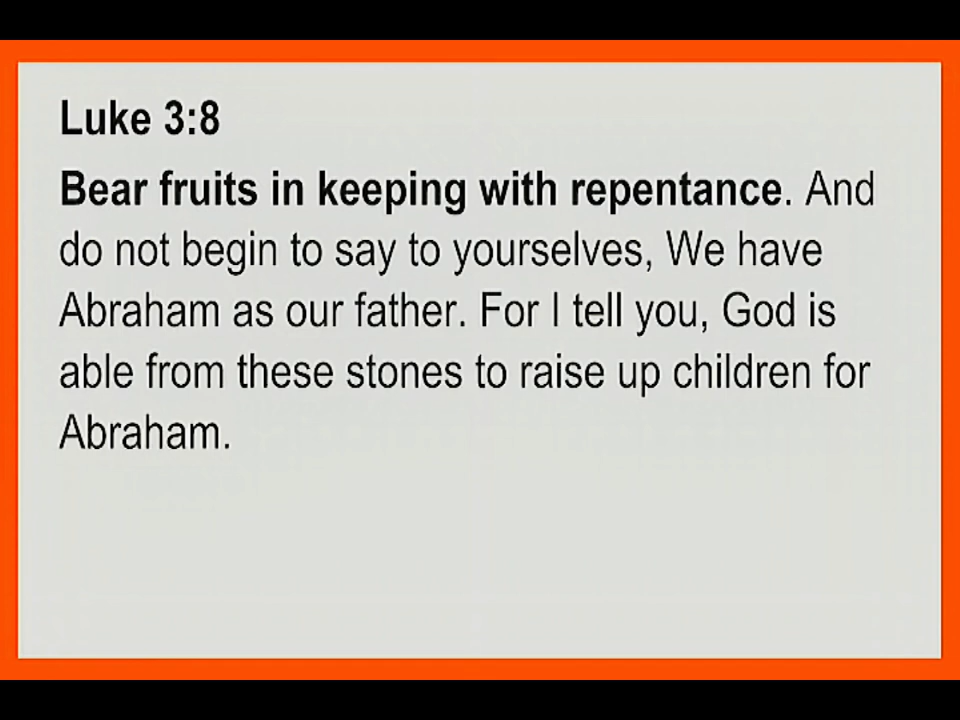 Luke 3:8
Bear fruits in keeping with repentance. And
do not begin to say to yourselves, We have
Abraham as our father. For I tell you, God is
able from these stones to raise up children for
Abraham.